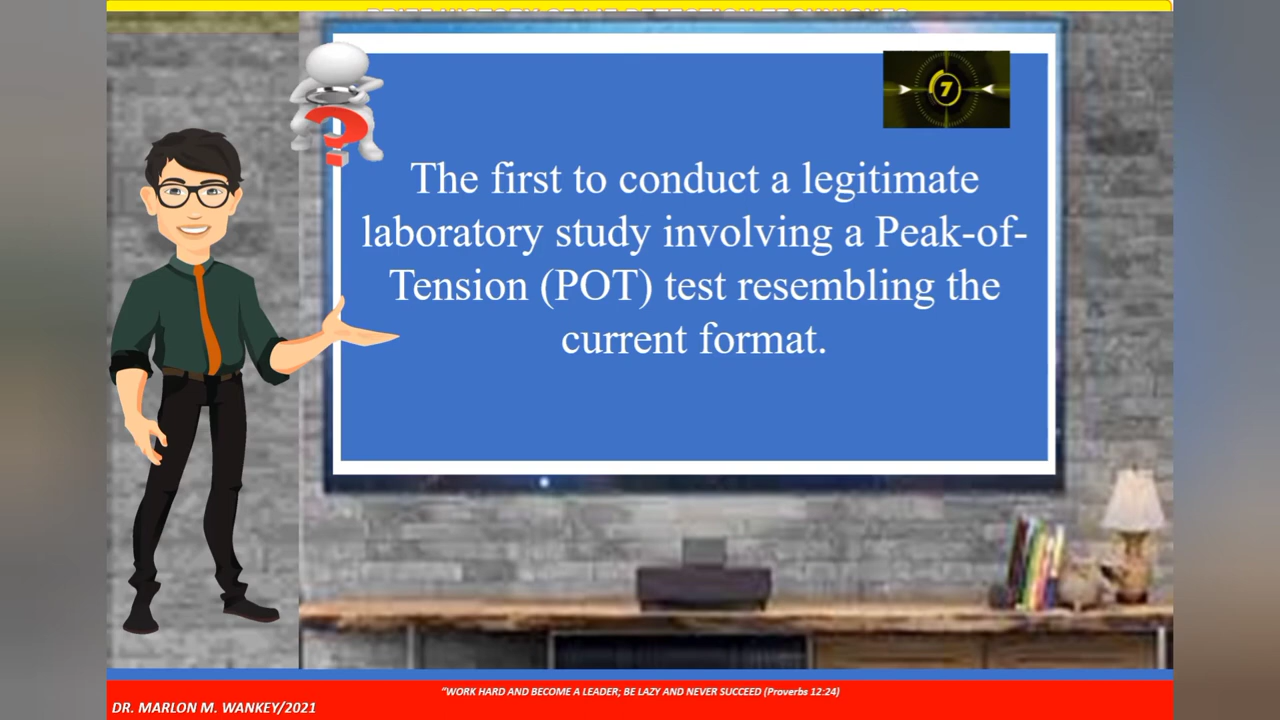 7
The first to conduct a legitimate
laboratory study involving a Peak-of-
Tension (POT) test resembling the
current format.
"WORK HARD AND BECOME A LEADER; BE LAZY AND NEVER SUCCEED (Proverbs 12:24)
DR. MARLON M. WANKEY/2021